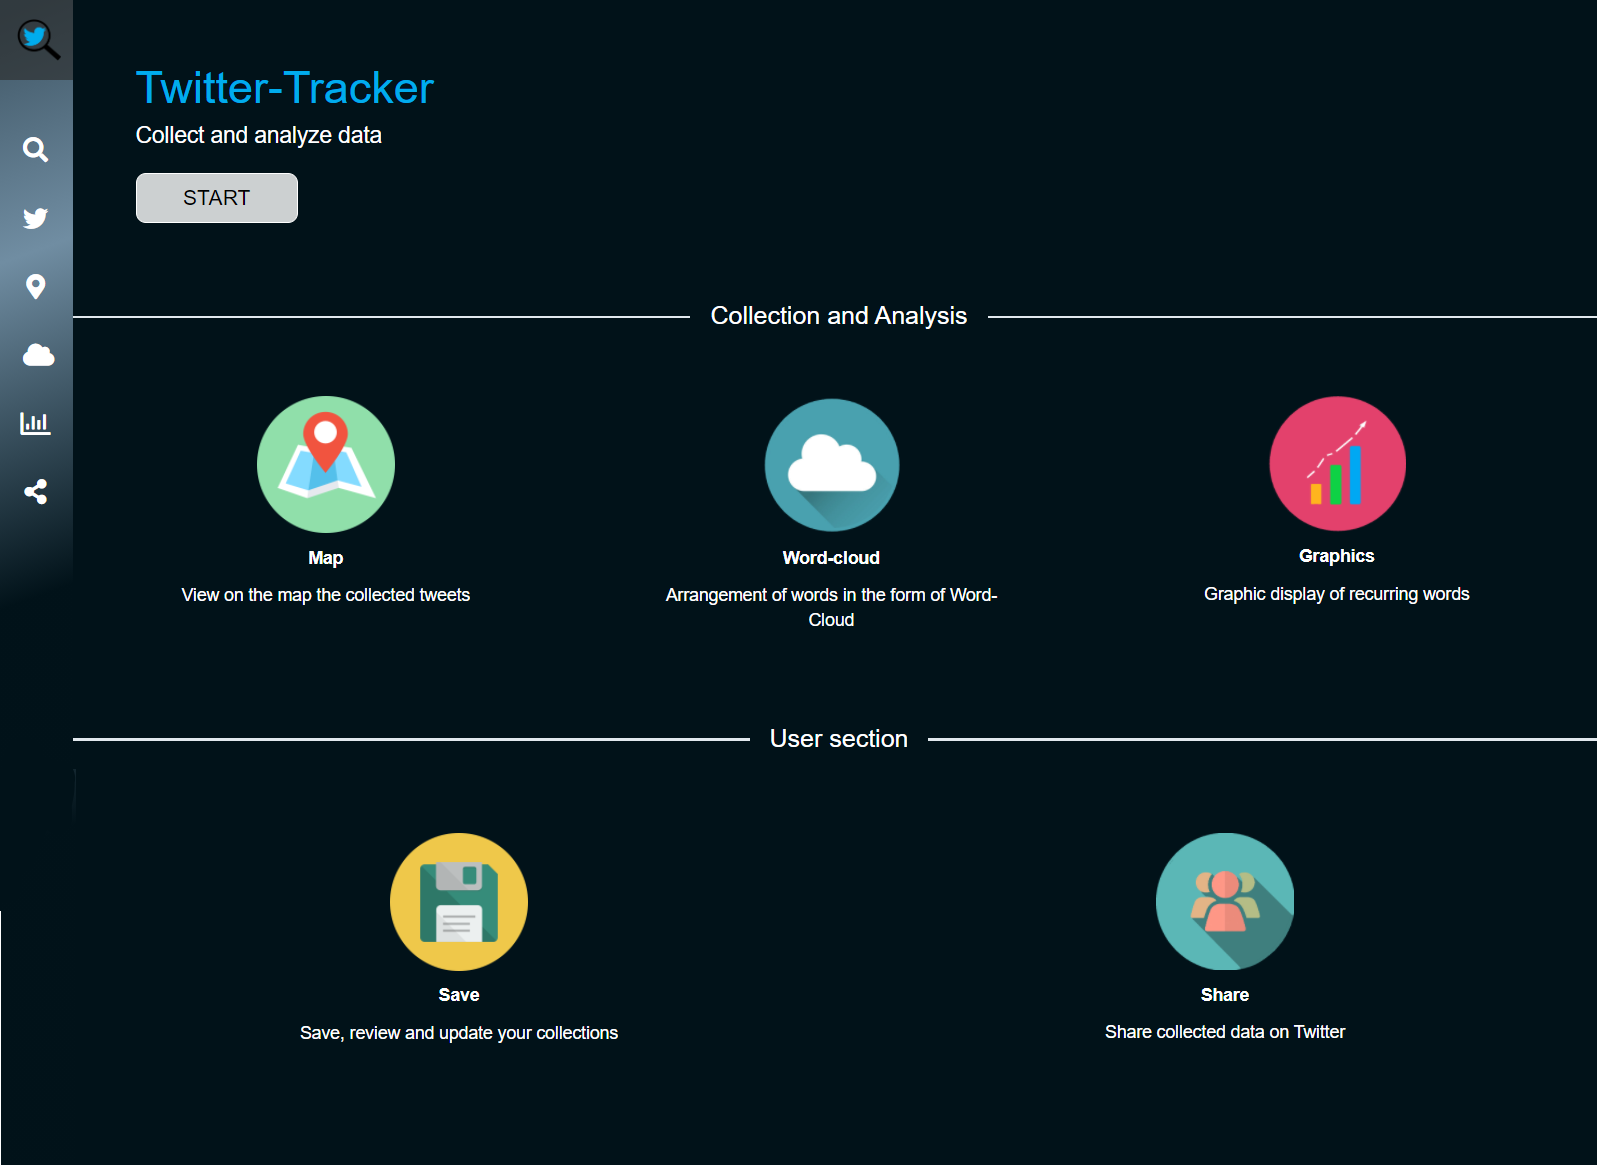 Twitter-Tracker
Collect and analyze data
START
Collection and Analysis
Map
View on the map the collected tweets
Word-cloud
Arrangement of words in the form of Word-
Cloud
Graphics
Graphic display of recurring words
User section
Save
Save, review and update your collections
Share
Share collected data on Twitter